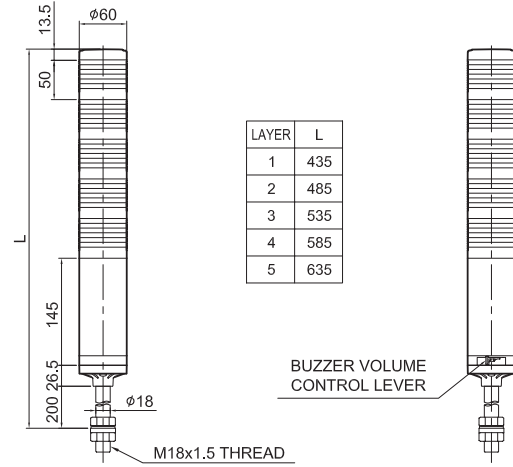 ϕ60
13.5
50
L
145
26.5
200
ϕ18
M18x1.5 THREAD
LAYER L
1 435
2 485
3 535
4 585
5 635
BUZZER VOLUME
CONTROL LEVER